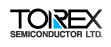 TOREX
SEMICONDUCTOR LTD.